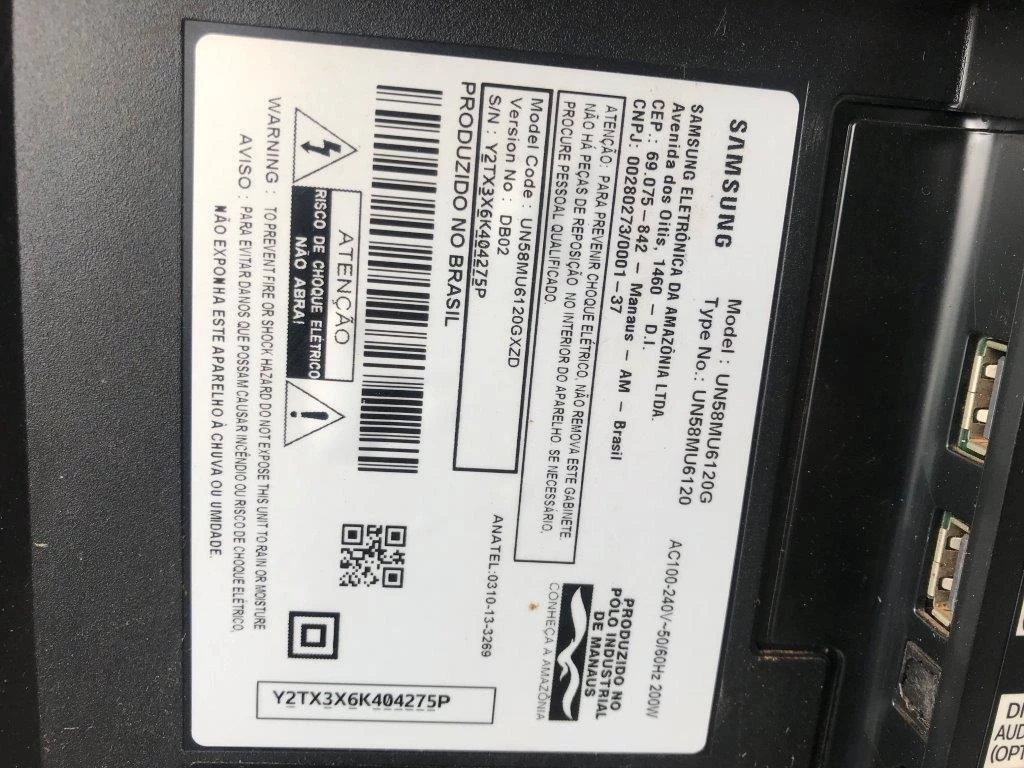 SAMSUNG
Model : UN58MU6120G
Type No.: UN58MU6120
AC100-240V~50/60Hz 200W
SAMSUNG ELETRÔNICA DA AMAZÔNIA LTDA.
Avenida dos Oitis, 1460 - D.I.
CEP.: 69.075-842 - Manaus - AM - Brasil
CNPJ: 00280273/0001-37
PRODUZIDO NO
PÓLO INDUSTRIAL
DE MANAUS
CONHEÇA A AMAZÔNIA
ATENÇÃO: PARA PREVENIR CHOQUE ELÉTRICO, NÃO REMOVA ESTE GABINETE.
NÃO HÁ PEÇAS DE REPOSIÇÃO NO INTERIOR DO APARELHO SE NECESSÁRIO,
PROCURE PESSOAL QUALIFICADO.
Model Code : UN58MU6120GXZD
Version No : DB02
S/N : Y2TX3X6K404275P
PRODUZIDO NO BRASIL
ANATEL:0310-13-3269
ATENÇÃO
RISCO DE CHOQUE ELÉTRICO
NÃO ABRA!
WARNING : TO PREVENT FIRE OR SHOCK HAZARD DO NOT EXPOSE THIS UNIT TO RAIN OR MOISTURE
AVISO : PARA EVITAR DANOS QUE POSSAM CAUSAR INCÊNDIO OU RISCO DE CHOQUE ELÉTRICO,
NÃO EXPONHA ESTE APARELHO À CHUVA OU UMIDADE.
Y2TX3X6K404275P
DI
AUD
(OPT